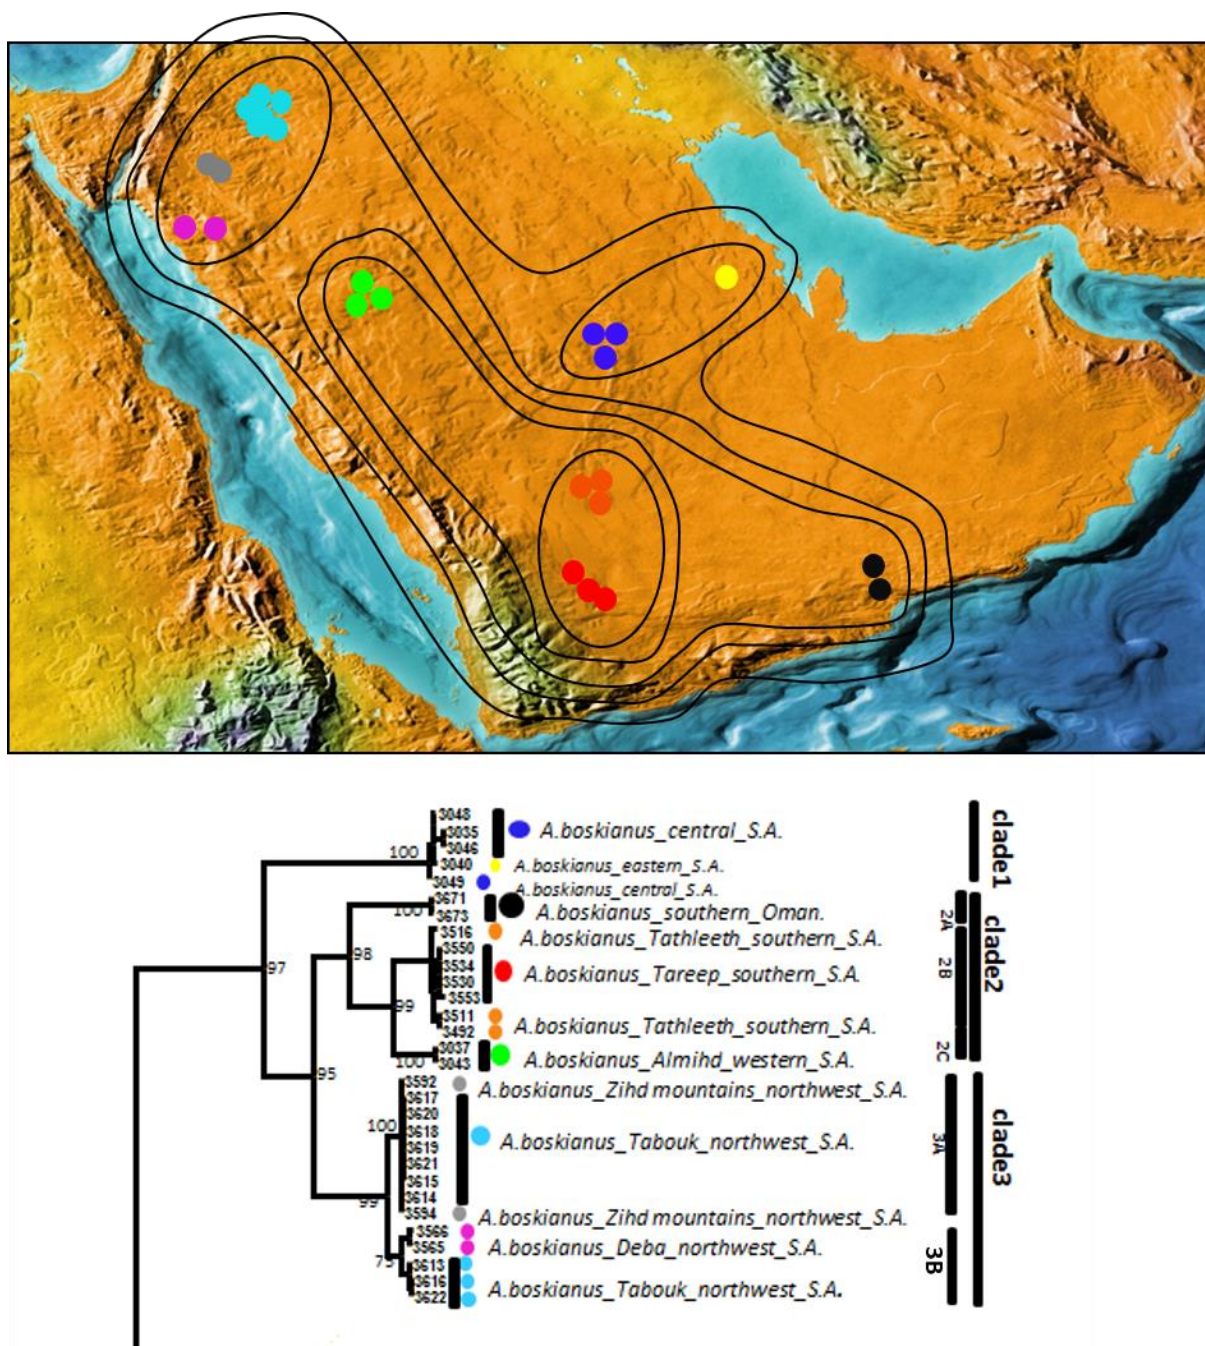 3048
3035
3046
3040
3049
3671
3673
3516
3550
3534
3530
3553
3511
3492
3037
3043
3592
3617
3620
3618
3619
3621
3615
3614
3594
3566
3565
3613
3616
3622
100
97
100
98
99
100
95
100
99
75
A.boskianus_central_S.A.
A.boskianus_eastern_S.A.
A.boskianus_central_S.A.
A.boskianus_southern_Oman.
A.boskianus_Tathleeth_southern_S.A.
A.boskianus_Tareep_southern_S.A.
A.boskianus_Tathleeth_southern_S.A.
A.boskianus_Almihd_western_S.A.
A.boskianus_Zihd mountains_northwest_S.A.
A.boskianus_Tabouk_northwest_S.A.
A.boskianus_Zihd mountains_northwest_S.A.
A.boskianus_Deba_northwest_S.A.
A.boskianus_Tabouk_northwest_S.A.
clade1
2A
2B
2C
clade2
3A
3B
clade3